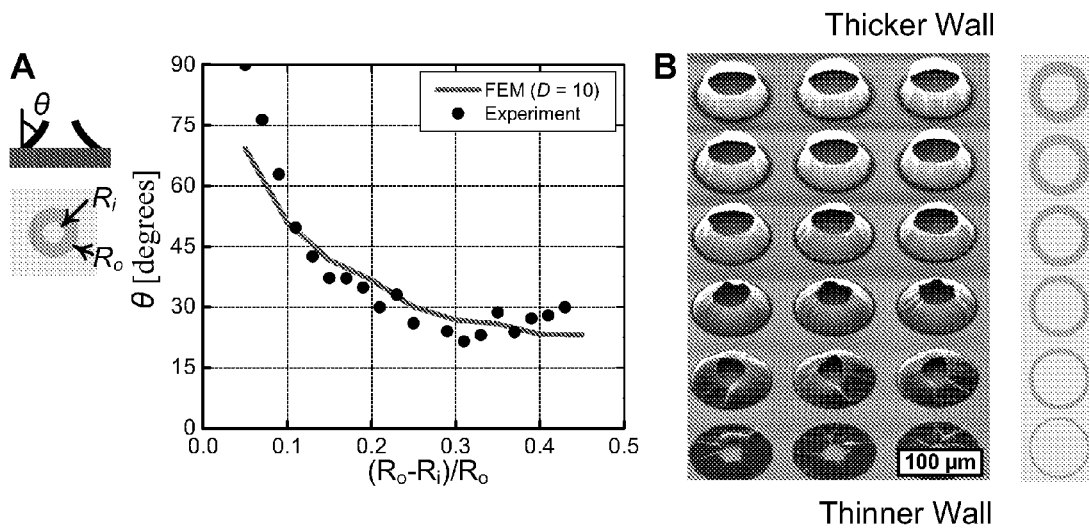 Thicker Wall
A
B
θ
R_i
R_o
90
75
60
45
30
15
0
θ [degrees]
FEM (D = 10)
Experiment
0.0 0.1 0.2 0.3 0.4 0.5
(R_o-R_i)/R_o
100 µm
Thinner Wall